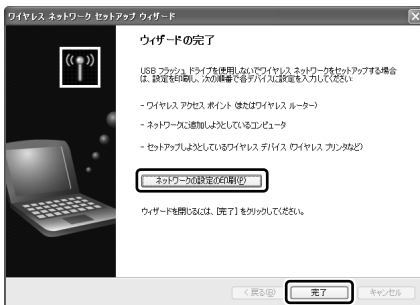 ワイヤレス ネットワーク セットアップ ウィザード
ウィザードの完了
USB フラッシュ ドライブを使用しないでワイヤレス ネットワークをセットアップする場合
は、設定を印刷し、次の順番で各デバイスに設定を入力してください:
- ワイヤレス アクセス ポイント (またはワイヤレス ルーター)
- ネットワークに追加しようとしているコンピュータ
- セットアップしようとしているワイヤレス デバイス (ワイヤレス プリンタなど)
ネットワークの設定の印刷(P)
ウィザードを閉じるには、[完了] をクリックしてください。
< 戻る(B)
完了
キャンセル